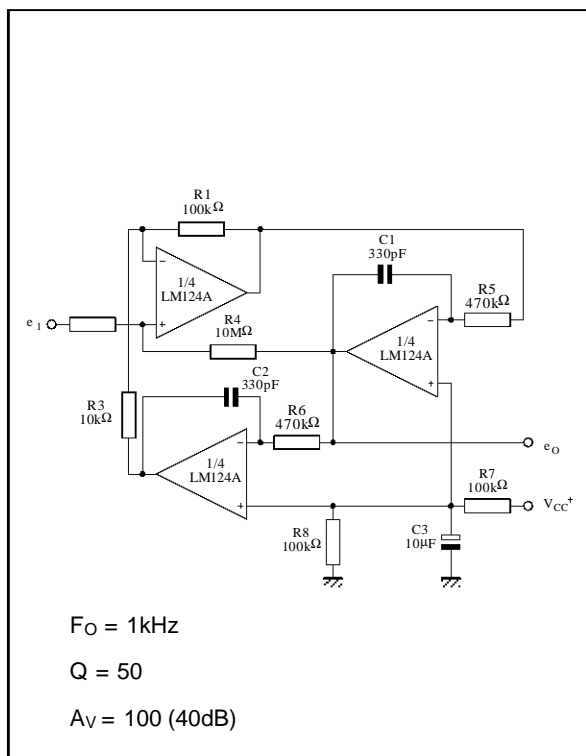 R1
100kΩ
C1
330pF
1/4
LM124A
R5
470kΩ
e1
R4
10MΩ
1/4
LM124A
C2
330pF
R3
10kΩ
R6
470kΩ
1/4
LM124A
eO
R7
100kΩ
VCC+
R8
100kΩ
C3
10µF
FO = 1kHz
Q = 50
AV = 100 (40dB)